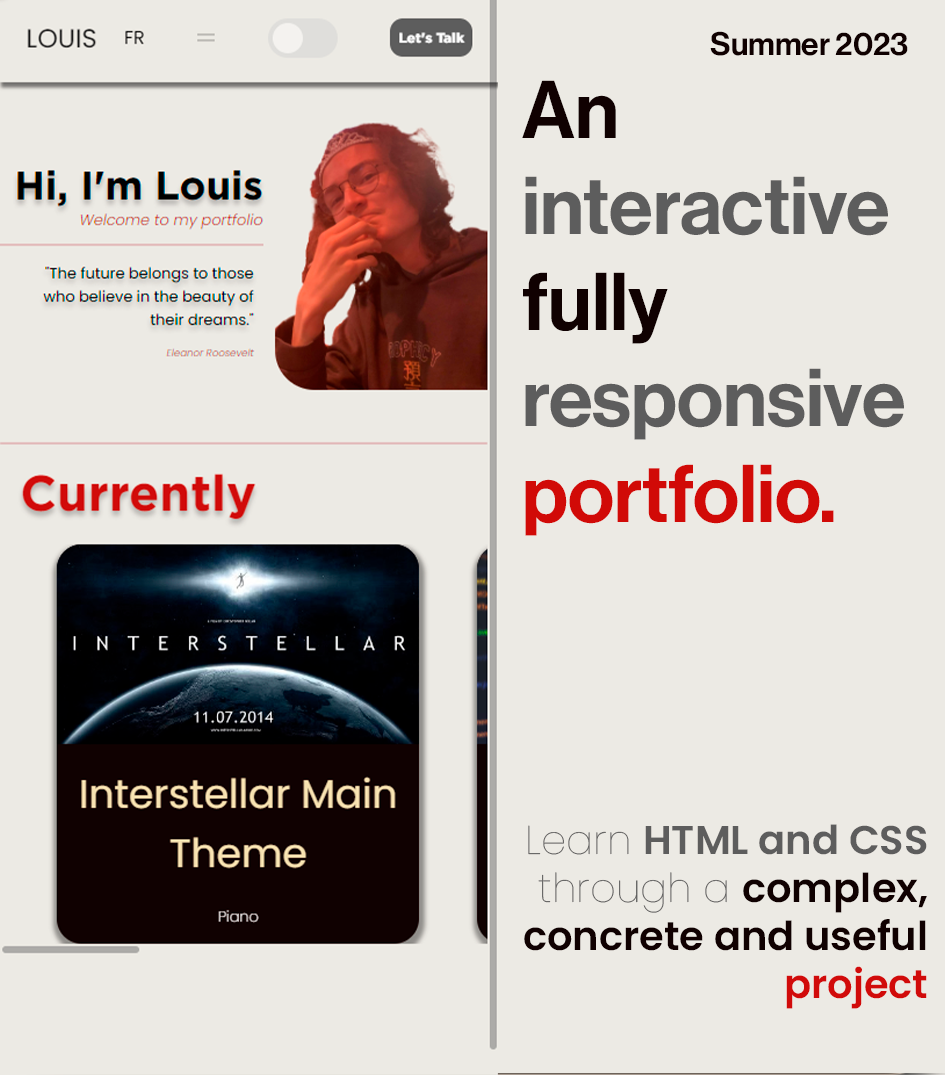 LOUIS FR Let's Talk
Hi, I'm Louis
Welcome to my portfolio
"The future belongs to those
who believe in the beauty of
their dreams."
Eleanor Roosevelt
預
Currently
INTERSTELLAR
11.07.2014
Interstellar Main
Theme
Piano
Summer 2023
An
interactive
fully
responsive
portfolio.
Learn HTML and CSS
through a complex,
concrete and useful
project